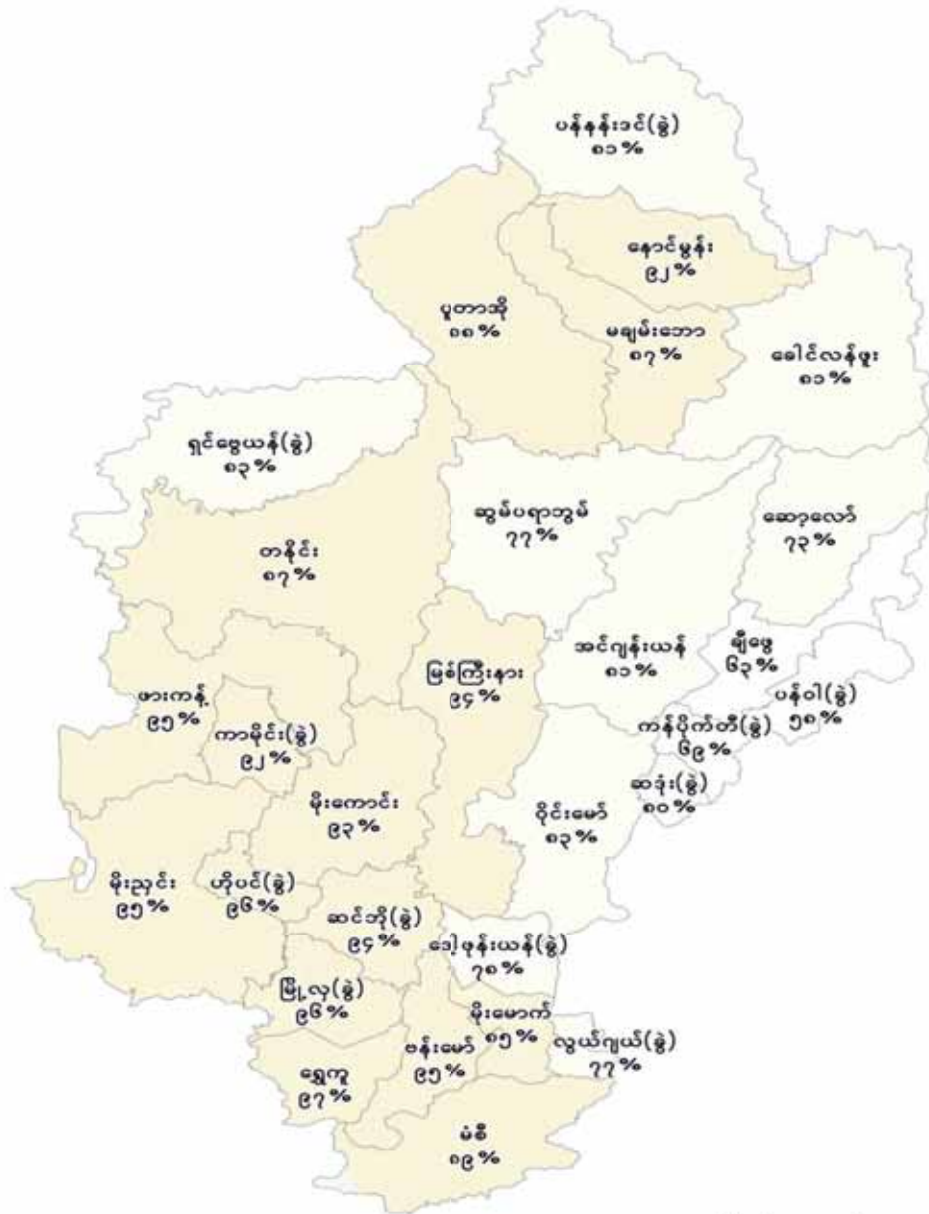 ပန်နန်းဒင်(ခွဲ)
၈၁%
နောင်မွန်း
၉၂%
ပူတာအို
၈၈%
မချမ်းဘော
၈၇%
ခေါင်လန်ဖူး
၈၁%
ရှင်ဗွေယန်(ခွဲ)
၈၃%
ဆွမ်ပရာဘွမ်
၇၇%
ဆော့လော်
၇၃%
တနိုင်း
၈၇%
အင်ဂျန်းယန်
၈၁%
ချီဖွေ
၆၃%
မြစ်ကြီးနား
၉၄%
ပန်ဝါ(ခွဲ)
၅၈%
ဖားကန့်
၉၅%
ကန်ပိုက်တီ(ခွဲ)
၆၉%
ကာမိုင်း(ခွဲ)
၉၂%
ဆဒုံး(ခွဲ)
၈၀%
မိုးကောင်း
၉၃%
ဝိုင်းမော်
၈၃%
မိုးညှင်း
၉၅%
ဟိုပင်(ခွဲ)
၉၆%
ဆင်ဘို(ခွဲ)
၉၄%
ဒေါ့ဖုန်းယန်(ခွဲ)
၇၈%
မြို့လှ(ခွဲ)
၉၆%
မိုးမောက်
၈၅%
ဗန်းမော်
၉၅%
လွယ်ဂျယ်(ခွဲ)
၇၇%
ရွှေကူ
၉၇%
မံစီ
၈၉%